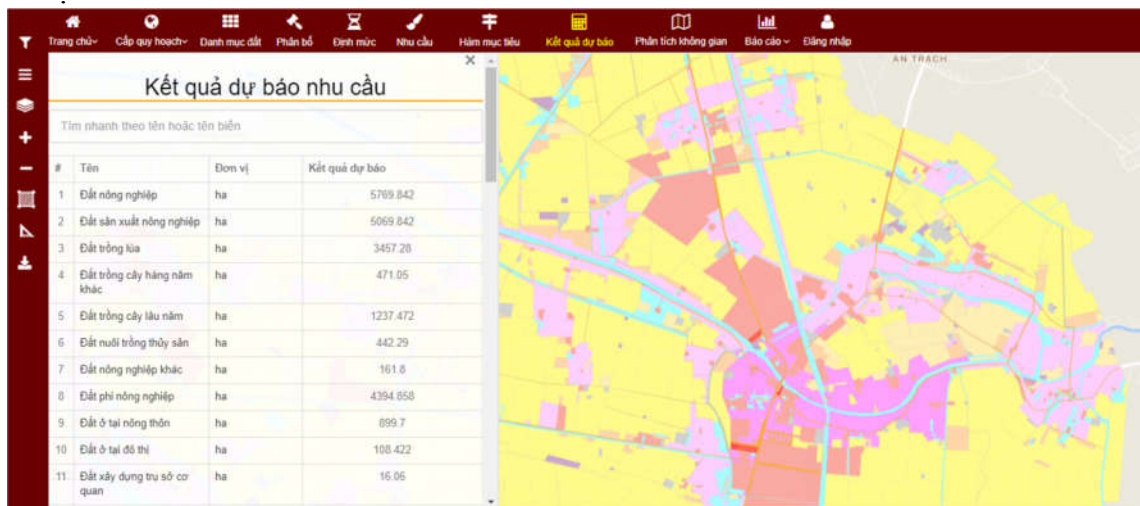 Trang chủ Cấp quy hoạch Danh mục đất Phân bố Định mức Nhu cầu Hàm mục tiêu Kết quả dự báo Phân tích không gian Báo cáo Đăng nhập
Kết quả dự báo nhu cầu
Tìm nhanh theo tên hoặc tên biến
# Tên Đơn vị Kết quả dự báo
1 Đất nông nghiệp ha 5769.842
2 Đất sản xuất nông nghiệp ha 5069.842
3 Đất trồng lúa ha 3457.28
4 Đất trồng cây hàng năm khác ha 471.05
5 Đất trồng cây lâu năm ha 1237.472
6 Đất nuôi trồng thủy sản ha 442.29
7 Đất nông nghiệp khác ha 161.8
8 Đất phi nông nghiệp ha 4394.858
9 Đất ở tại nông thôn ha 899.7
10 Đất ở tại đô thị ha 108.422
11 Đất xây dựng trụ sở cơ quan ha 16.06
AN TRACH